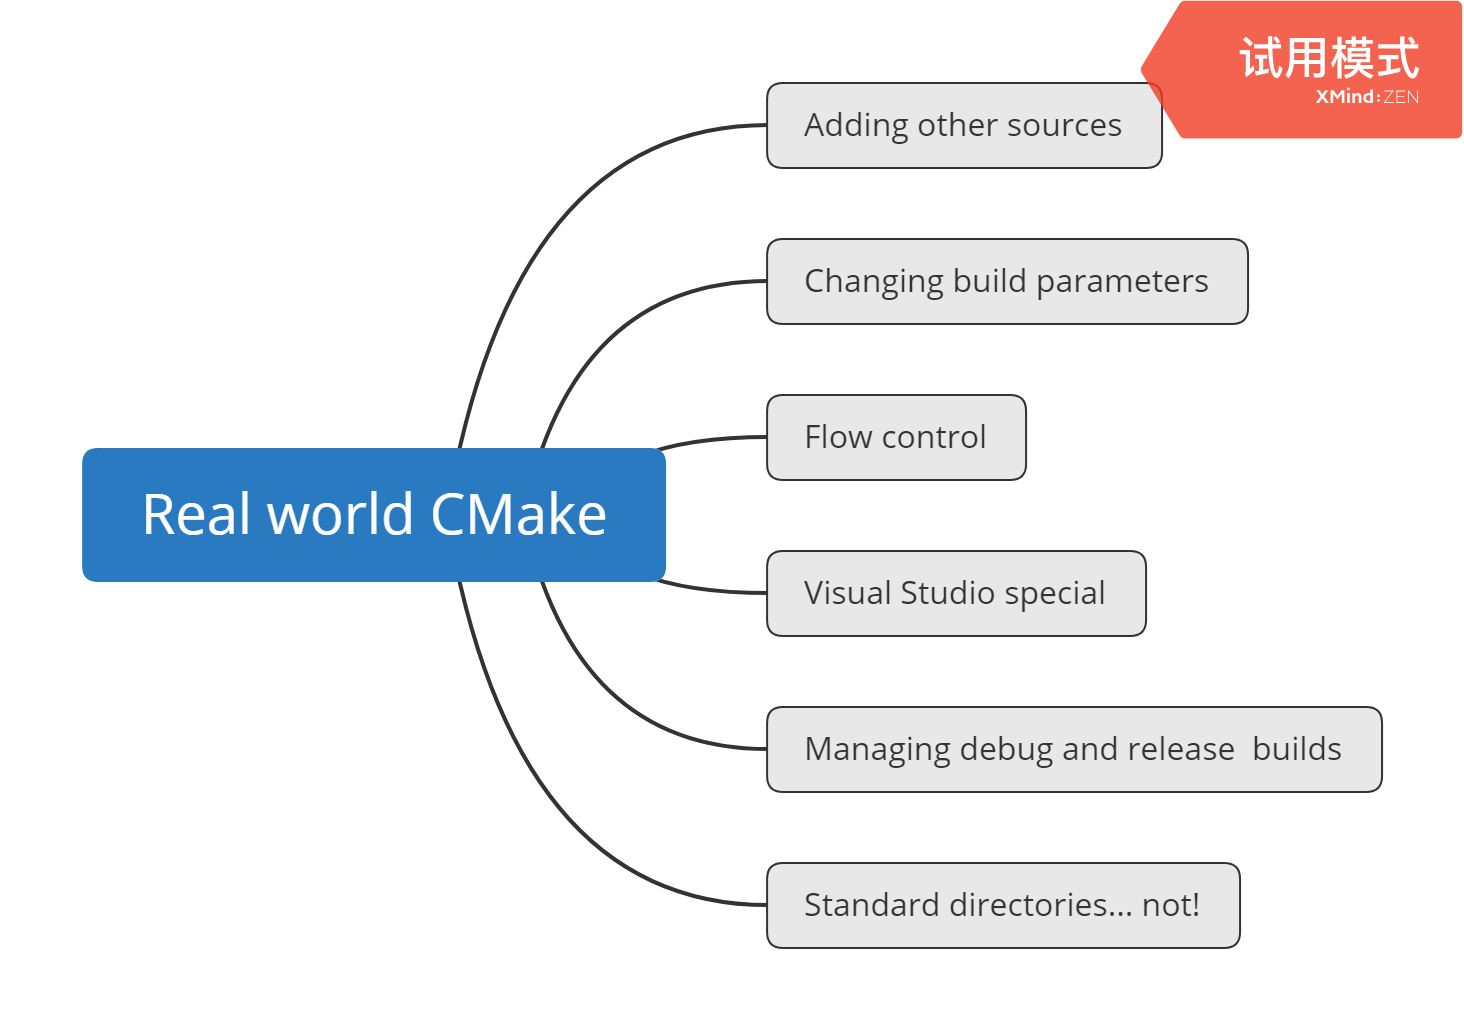 试用模式
XMind:ZEN
Adding other sources
Changing build parameters
Flow control
Real world CMake
Visual Studio special
Managing debug and release  builds
Standard directories... not!